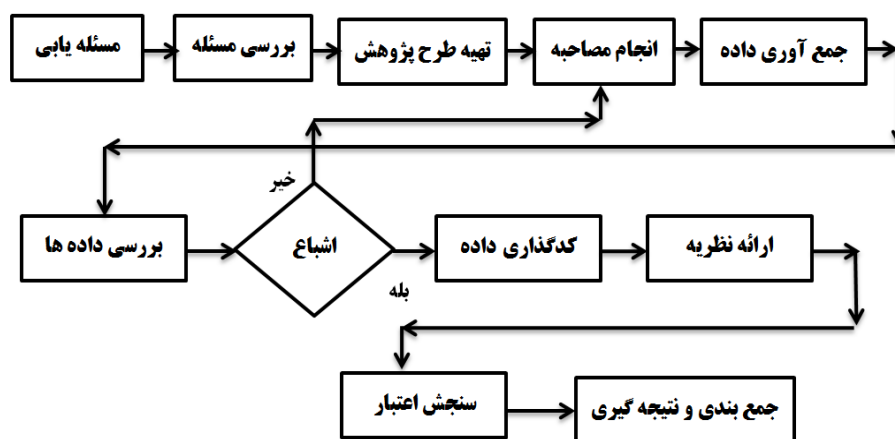 مسئله یابی
بررسی مسئله
تهیه طرح پژوهش
انجام مصاحبه
جمع آوری داده
خیر
بررسی داده ها
اشباع
بله
کدگذاری داده
ارائه نظریه
سنجش اعتبار
جمع بندی و نتیجه گیری